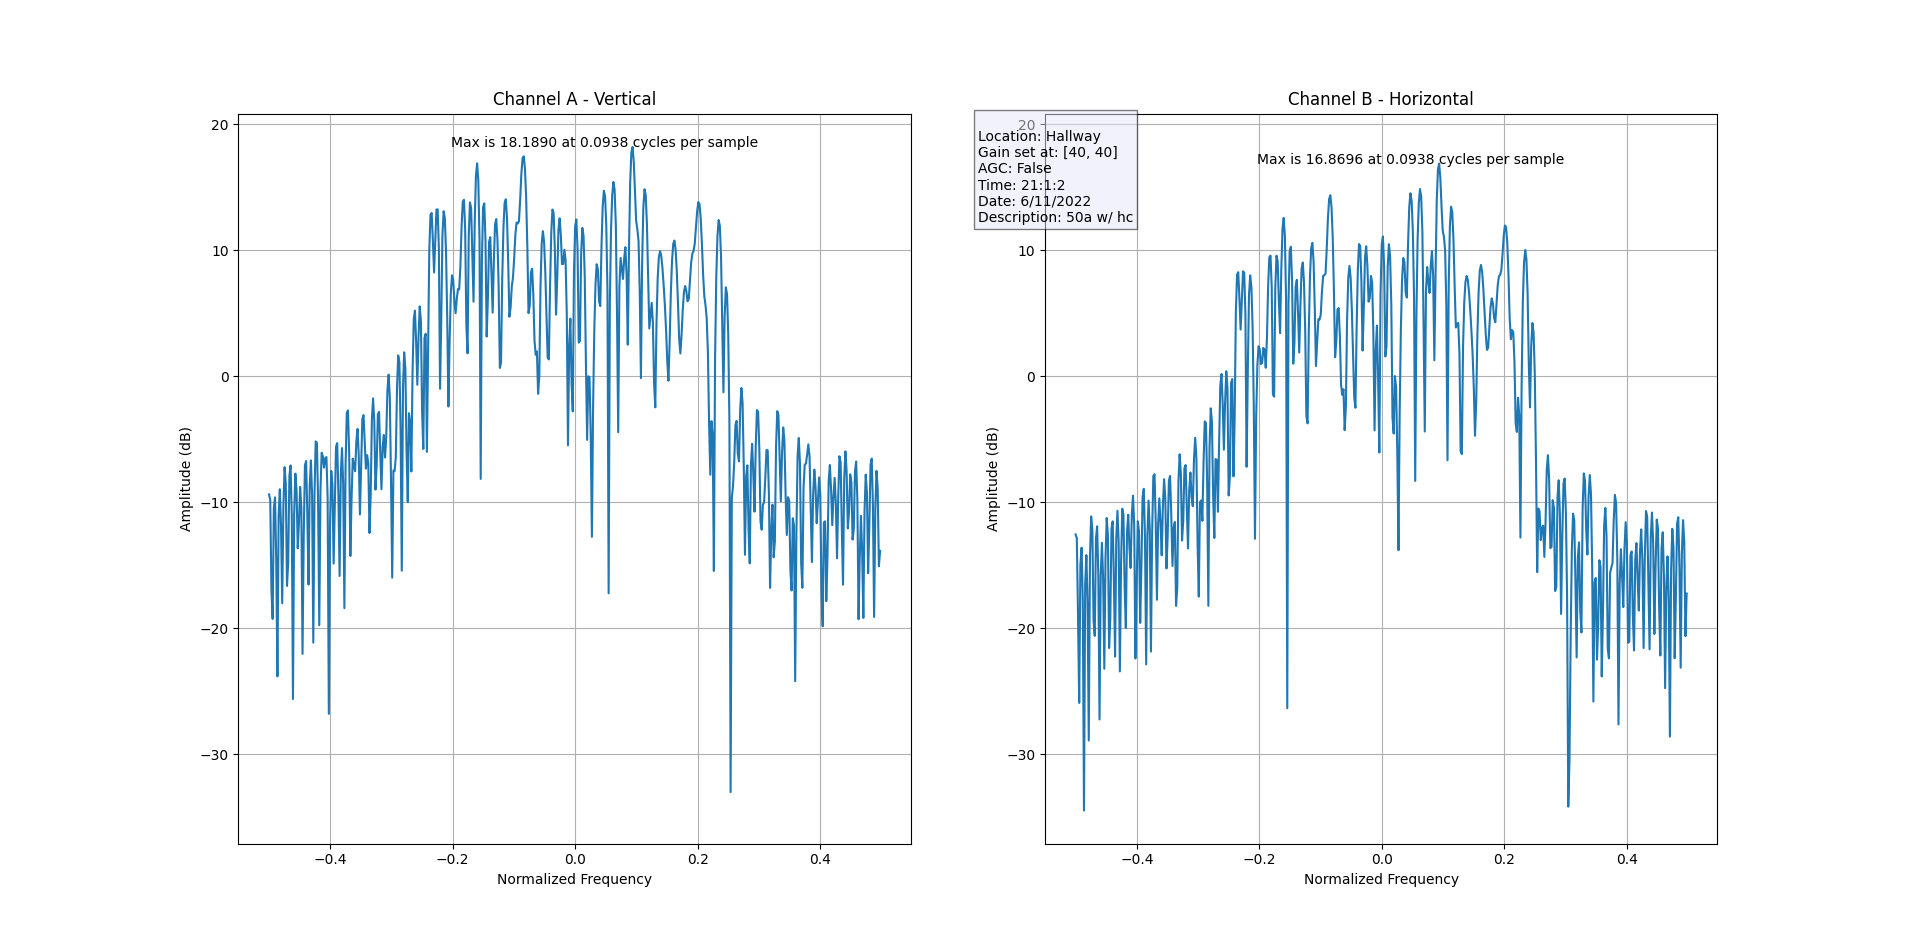 Channel A - Vertical
Max is 18.1890 at 0.0938 cycles per sample
20
10
0
−10
−20
−30
Amplitude (dB)
−0.4
−0.2
0.0
0.2
0.4
Normalized Frequency
Channel B - Horizontal
Location: Hallway
Gain set at: [40, 40]
AGC: False
Time: 21:1:2
Date: 6/11/2022
Description: 50a w/ hc
Max is 16.8696 at 0.0938 cycles per sample
20
10
0
−10
−20
−30
Amplitude (dB)
−0.4
−0.2
0.0
0.2
0.4
Normalized Frequency